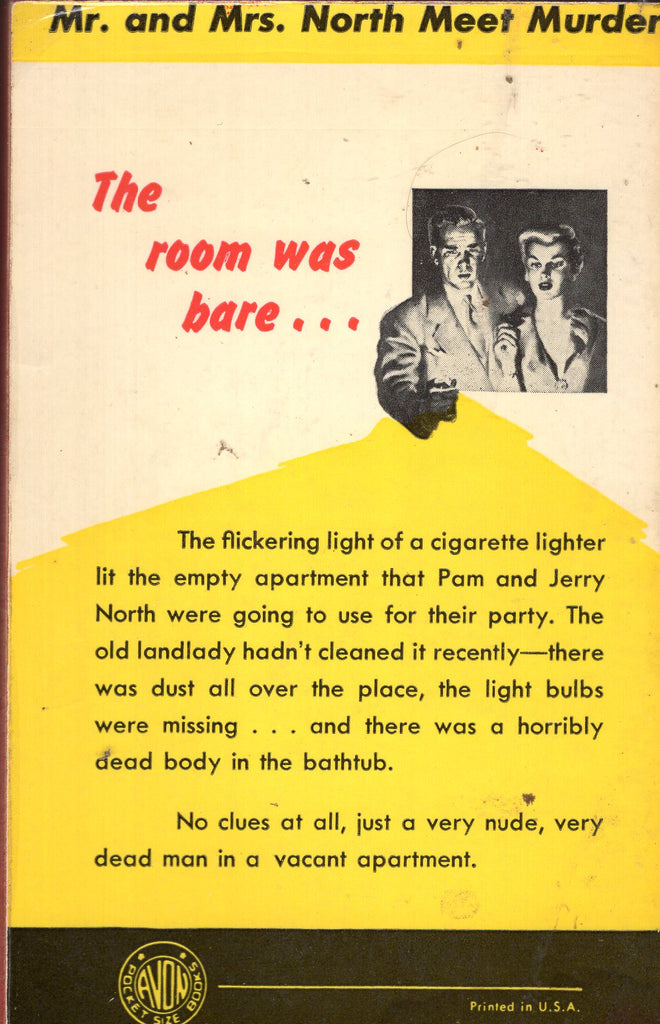 Mr. and Mrs. North Meet Murder
The
room was
bare . . .
The flickering light of a cigarette lighter
lit the empty apartment that Pam and Jerry
North were going to use for their party. The
old landlady hadn't cleaned it recently—there
was dust all over the place, the light bulbs
were missing . . . and there was a horribly
dead body in the bathtub.
No clues at all, just a very nude, very
dead man in a vacant apartment.
AVON
POCKET SIZE BOOKS
Printed in U.S.A.